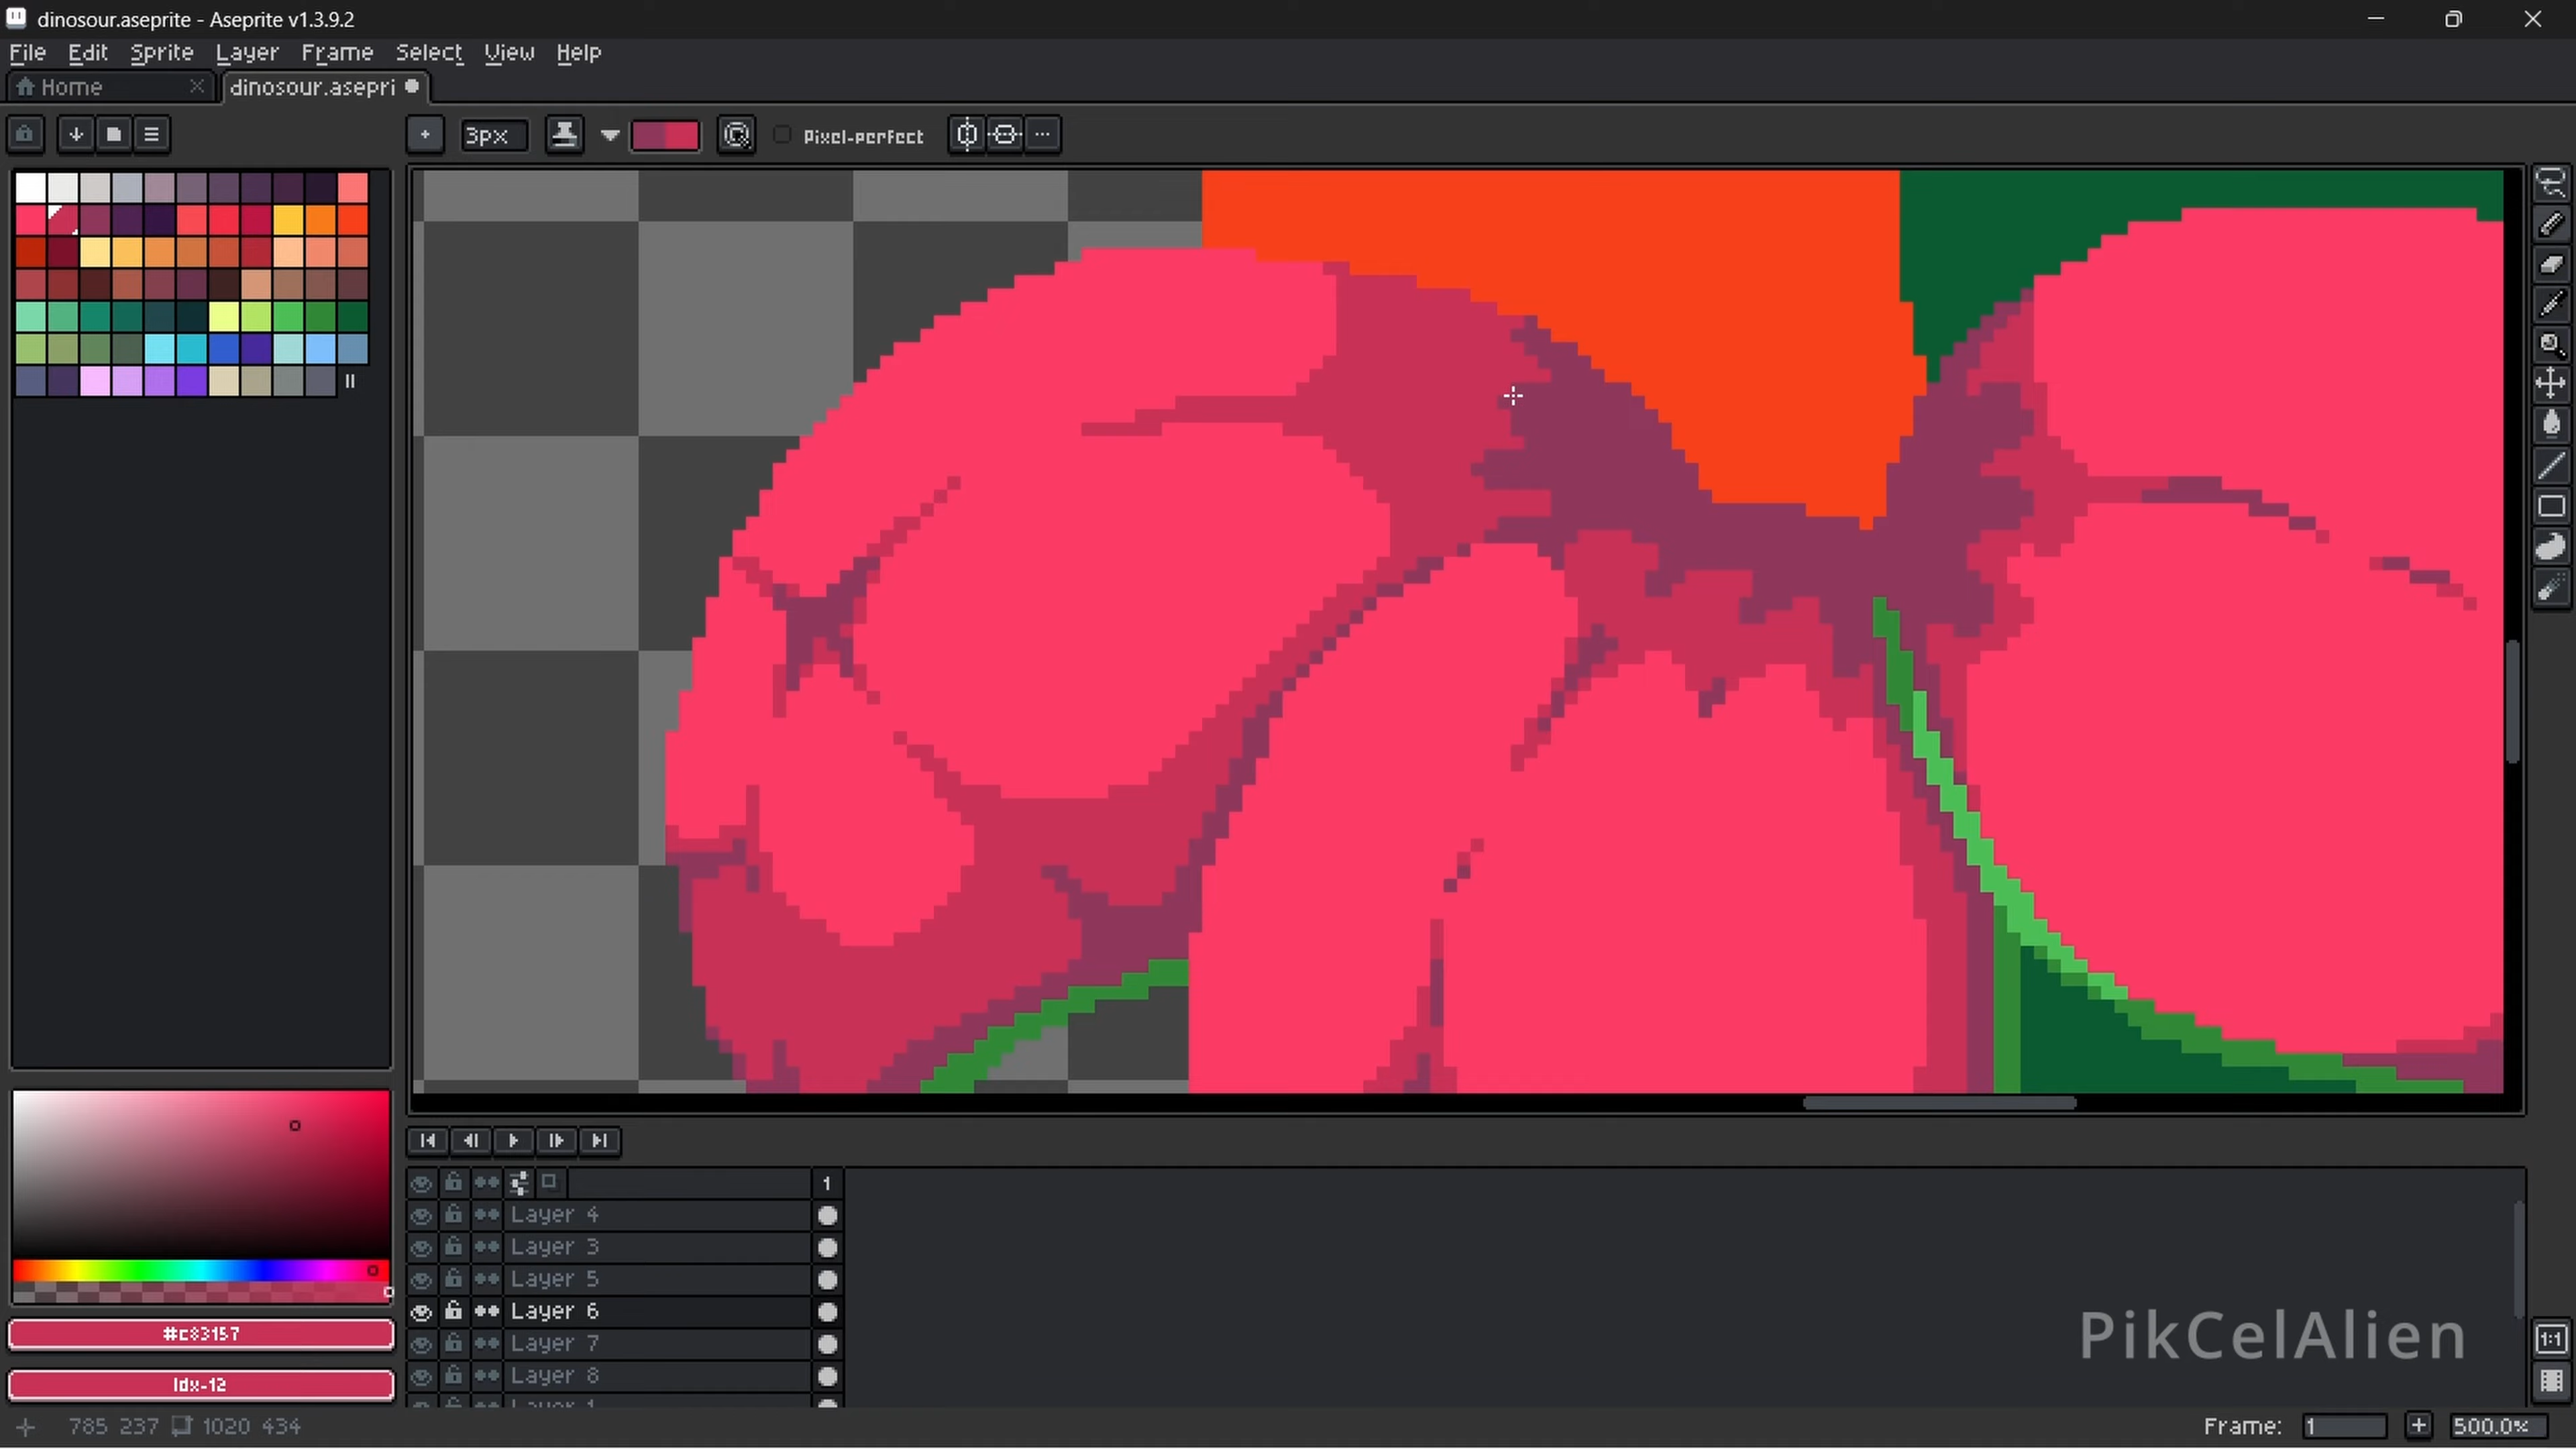 dinosour.aseprite - Aseprite v1.3.9.2
File Edit Sprite Layer Frame Select View Help
Home dinosour.asepri
3px Pixel-perfect
1
Layer 4
Layer 3
Layer 5
Layer 6
Layer 7
Layer 8
#c83157
Idx-12
PikCelAlien
1:1
785 237 1020 434 Frame: 1 500.0%